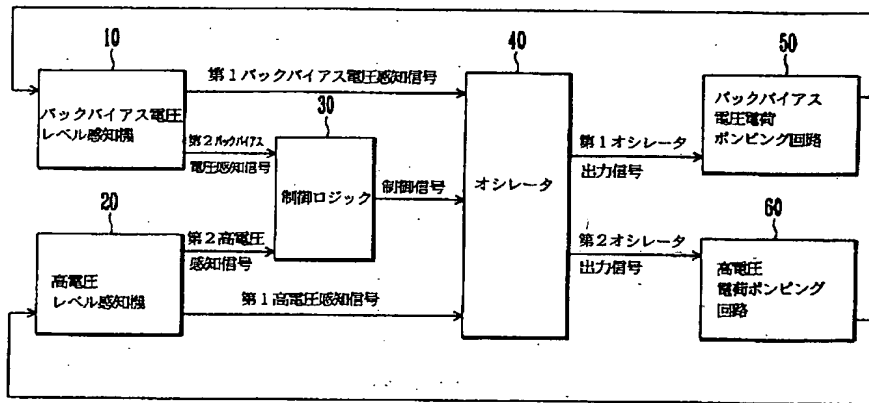 10
バックバイアス電圧
レベル感知機
第1バックバイアス電圧感知信号
第2バックバイアス
電圧感知信号
20
高電圧
レベル感知機
第2高電圧
感知信号
第1高電圧感知信号
30
制御ロジック
制御信号
40
オシレータ
第1オシレータ
出力信号
第2オシレータ
出力信号
50
バックバイアス
電圧電荷
ポンピング回路
60
高電圧
電荷ポンピング
回路